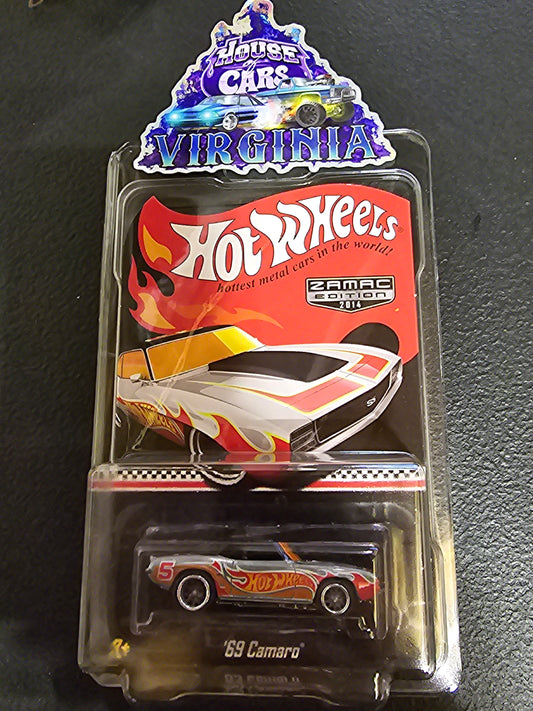 HOUSE
of
CARS
VIRGINIA
HOT WHEELS®
hottest metal cars in the world!
ZAMAC
EDITION
2014
SS
5
HOT WHEELS
'69 Camaro®